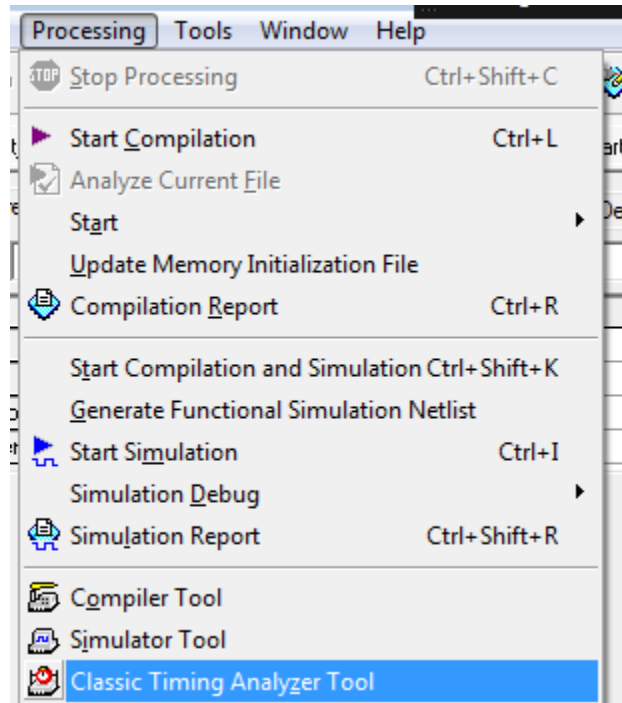 Processing Tools Window Help
STOP Stop Processing Ctrl+Shift+C
Start Compilation Ctrl+L
Analyze Current File
Start
Update Memory Initialization File
Compilation Report Ctrl+R
Start Compilation and Simulation Ctrl+Shift+K
Generate Functional Simulation Netlist
Start Simulation Ctrl+I
Simulation Debug
Simulation Report Ctrl+Shift+R
Compiler Tool
Simulator Tool
Classic Timing Analyzer Tool